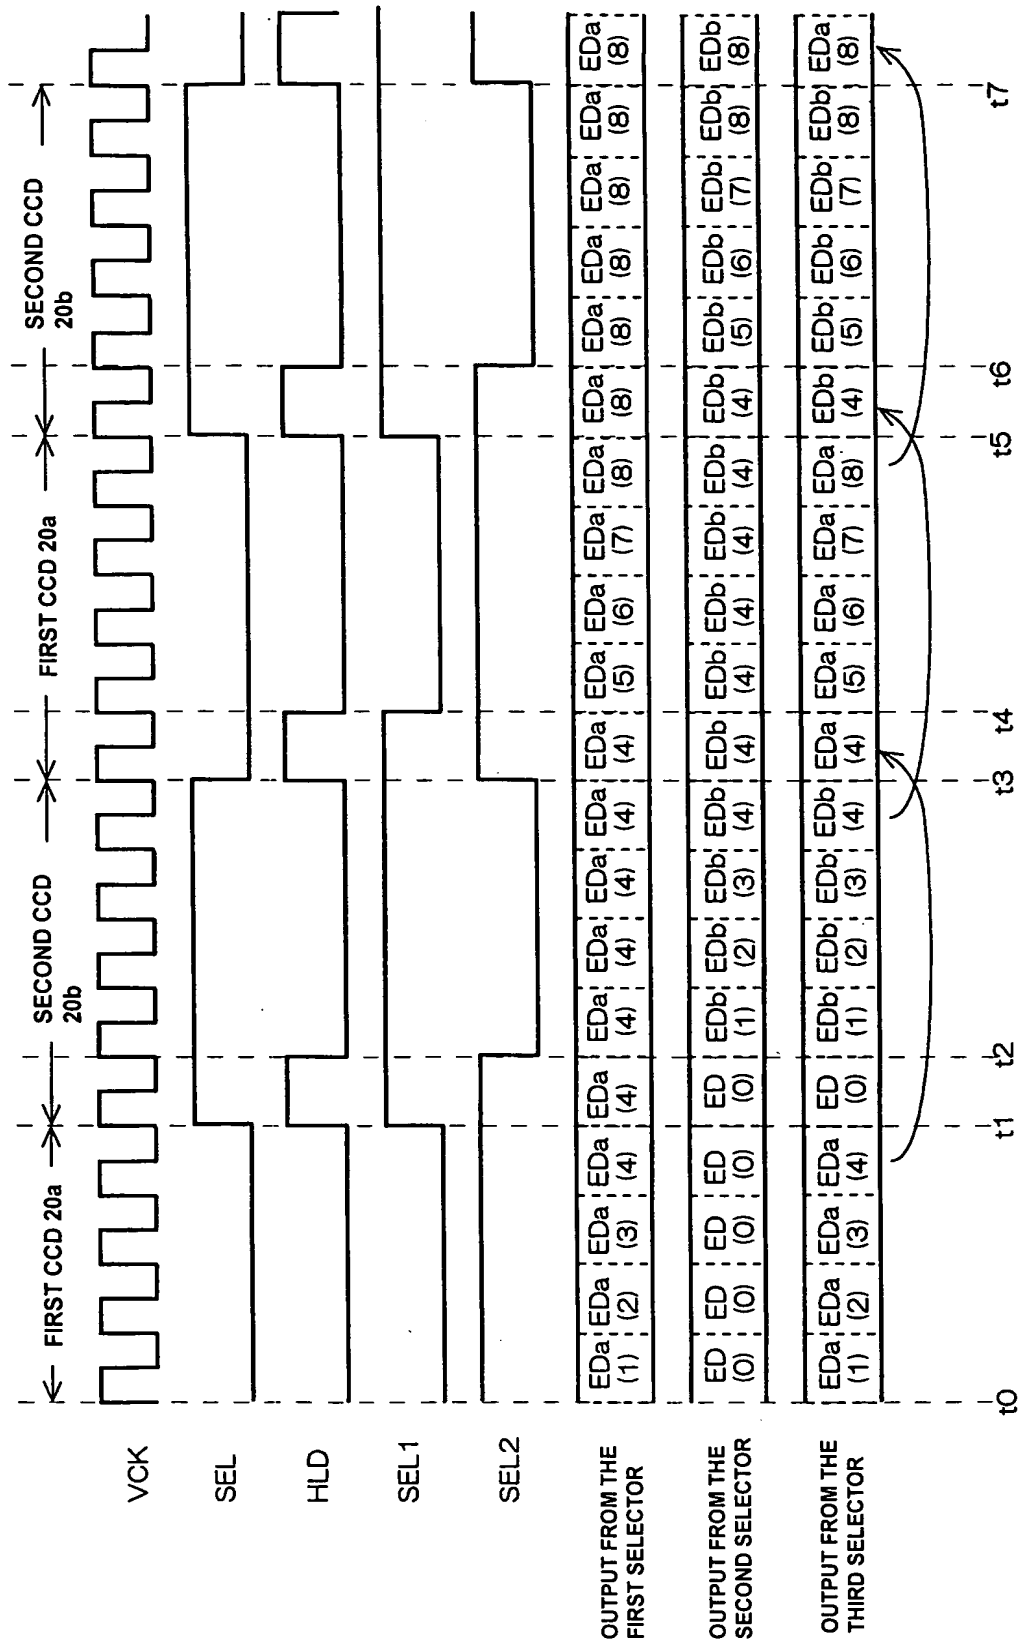 FIRST CCD 20a SECOND CCD FIRST CCD 20a SECOND CCD
20b 20b
VCK
SEL
HLD
SEL1
SEL2
OUTPUT FROM THE
FIRST SELECTOR
EDa EDa EDa EDa EDa EDa EDa EDa EDa EDa EDa EDa EDa EDa EDa EDa EDa EDa EDa EDa
(1) (2) (3) (4) (4) (4) (4) (4) (4) (4) (5) (6) (7) (8) (8) (8) (8) (8) (8) (8)
OUTPUT FROM THE
SECOND SELECTOR
ED ED ED ED ED EDb EDb EDb EDb EDb EDb EDb EDb EDb EDb EDb EDb EDb EDb EDb
(0) (0) (0) (0) (0) (1) (2) (3) (4) (4) (4) (4) (4) (4) (4) (5) (6) (7) (8) (8)
OUTPUT FROM THE
THIRD SELECTOR
EDa EDa EDa EDa ED EDb EDb EDb EDb EDa EDa EDa EDa EDa EDb EDb EDb EDb EDb EDa
(1) (2) (3) (4) (0) (1) (2) (3) (4) (4) (5) (6) (7) (8) (4) (5) (6) (7) (8) (8)
t0 t1 t2 t3 t4 t5 t6 t7